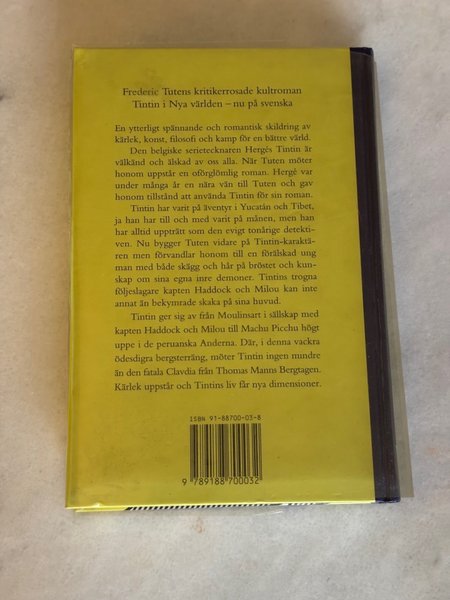 Frederic Tutens kritikerrosade kultroman
Tintin i Nya världen – nu på svenska
En ytterligt spännande och romantisk skildring av
kärlek, konst, filosofi och kamp för en bättre värld.
Den belgiske serietecknaren Hergés Tintin är
välkänd och älskad av oss alla. När Tuten möter
honom uppstår en oförglömlig roman. Hergé var
under många år en nära vän till Tuten och gav
honom tillstånd att använda Tintin för sin roman.
Tintin har varit på äventyr i Yucatán och Tibet,
ja han har till och med varit på månen, men han
har alltid uppträtt som den evigt tonårige detekti-
ven. Nu bygger Tuten vidare på Tintin-karaktä-
ren men förvandlar honom till en förälskad ung
man med både skägg och hår på bröstet och kun-
skap om sina egna inre demoner. Tintins trogna
följeslagare kapten Haddock och Milou kan inte
annat än bekymrade skaka på sina huvud.
Tintin ger sig av från Moulinsart i sällskap med
kapten Haddock och Milou till Machu Picchu högt
uppe i de peruanska Anderna. Där, i denna vackra
ödesdigra bergsterräng, möter Tintin ingen mindre
än den fatala Clavdia från Thomas Manns Bergtagen.
Kärlek uppstår och Tintins liv får nya dimensioner.
ISBN 91-88700-03-8
9 789188 700032